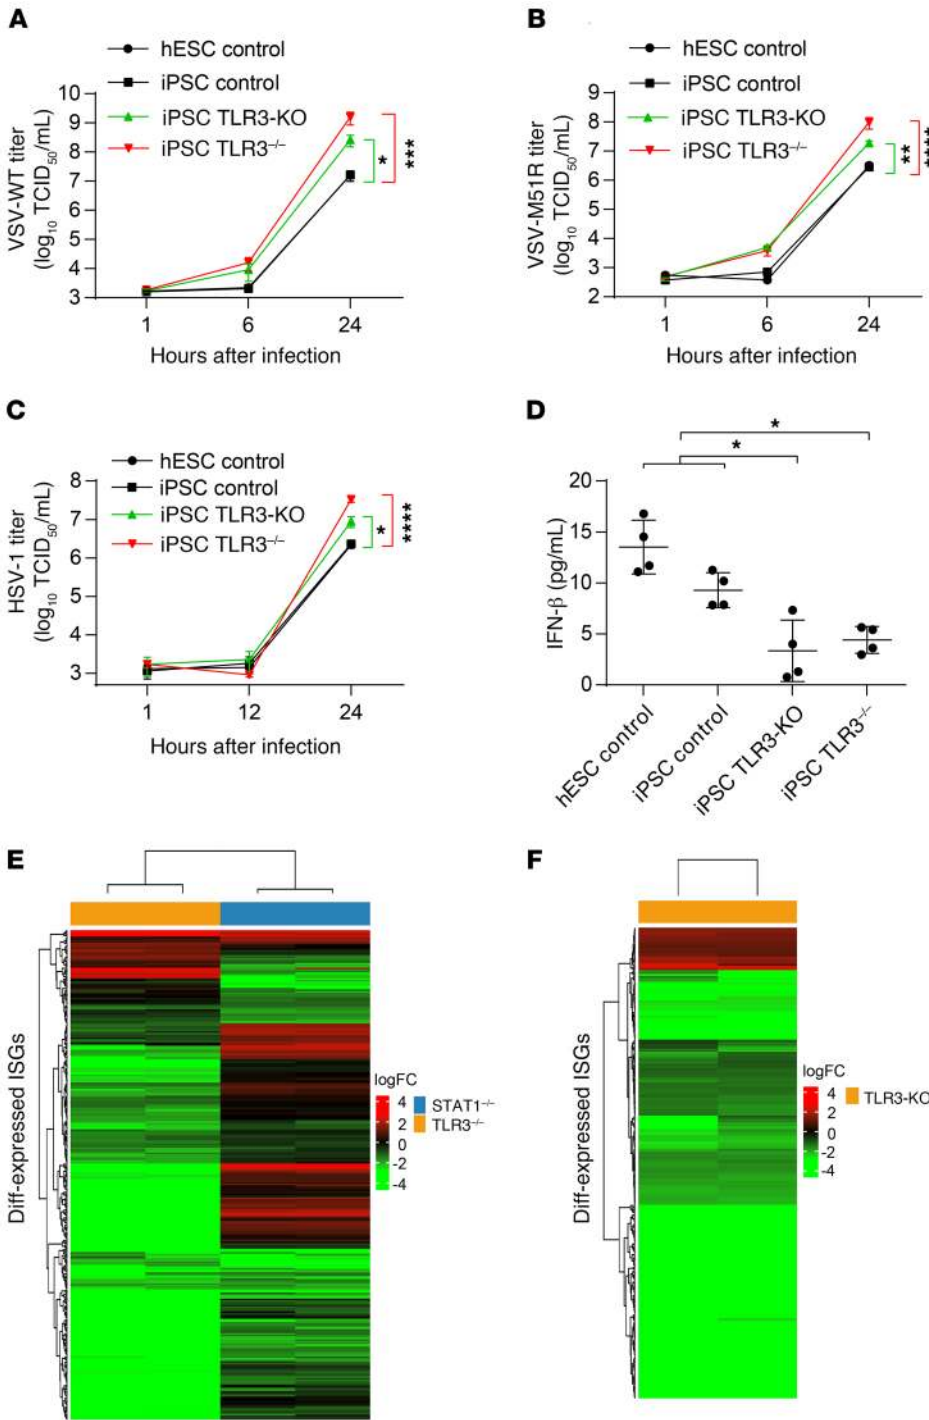 A
hESC control
iPSC control
iPSC TLR3-KO
iPSC TLR3⁻/⁻
VSV-WT titer
(log₁₀ TCID₅₀/mL)
10
9
8
7
6
5
4
3
1
6
24
Hours after infection
*
***
B
hESC control
iPSC control
iPSC TLR3-KO
iPSC TLR3⁻/⁻
VSV-M51R titer
(log₁₀ TCID₅₀/mL)
9
8
7
6
5
4
3
2
1
6
24
Hours after infection
**
****
C
hESC control
iPSC control
iPSC TLR3-KO
iPSC TLR3⁻/⁻
HSV-1 titer
(log₁₀ TCID₅₀/mL)
8
7
6
5
4
3
1
12
24
Hours after infection
*
****
D
*
*
IFN-β (pg/mL)
20
15
10
5
0
hESC control
iPSC control
iPSC TLR3-KO
iPSC TLR3⁻/⁻
E
Diff-expressed ISGs
logFC
4
2
0
-2
-4
STAT1⁻/⁻
TLR3⁻/⁻
F
Diff-expressed ISGs
logFC
4
2
0
-2
-4
TLR3-KO